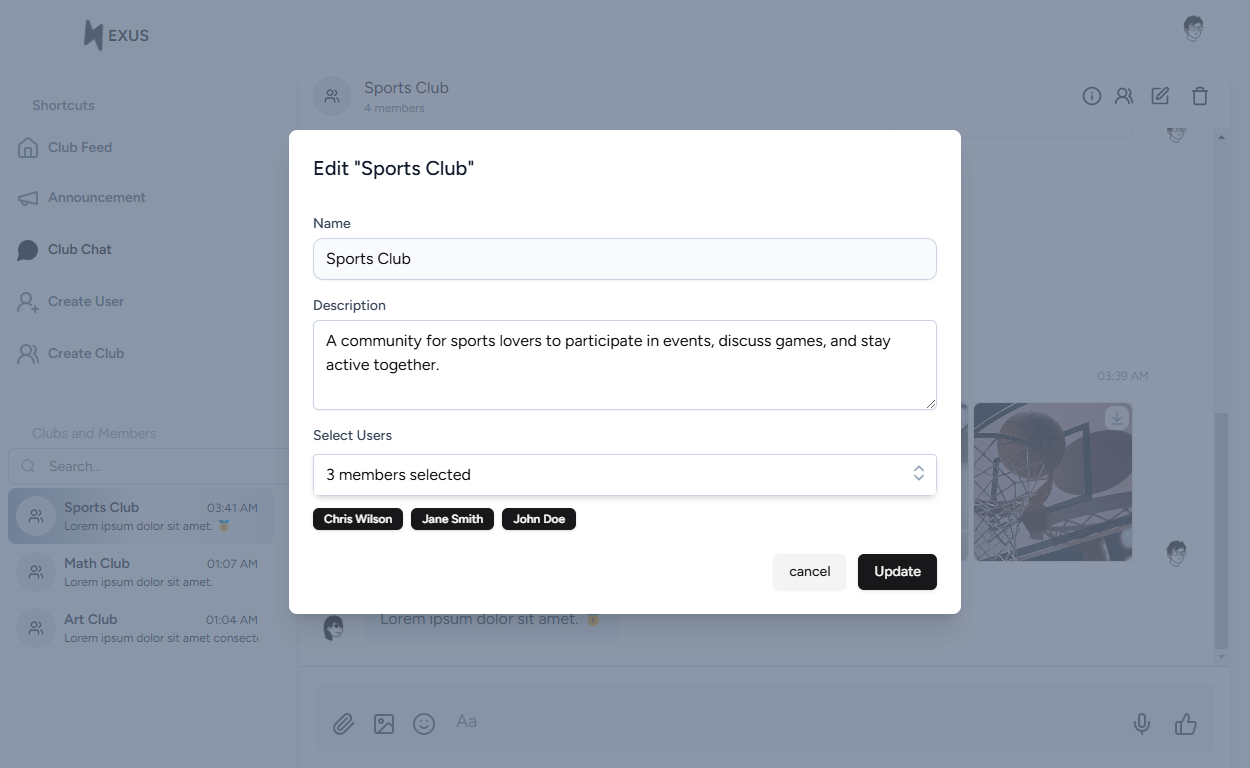 EXUS
Shortcuts
Club Feed
Announcement
Club Chat
Create User
Create Club
Clubs and Members
Search...
Sports Club 03:41 AM
Lorem ipsum dolor sit amet. 🏅
Math Club 01:07 AM
Lorem ipsum dolor sit amet.
Art Club 01:04 AM
Lorem ipsum dolor sit amet consect
Sports Club
4 members
Edit "Sports Club"
Name
Sports Club
Description
A community for sports lovers to participate in events, discuss games, and stay
active together.
Select Users
3 members selected
Chris Wilson Jane Smith John Doe
cancel Update
03:39 AM
Lorem ipsum dolor sit amet. 🏅
Aa